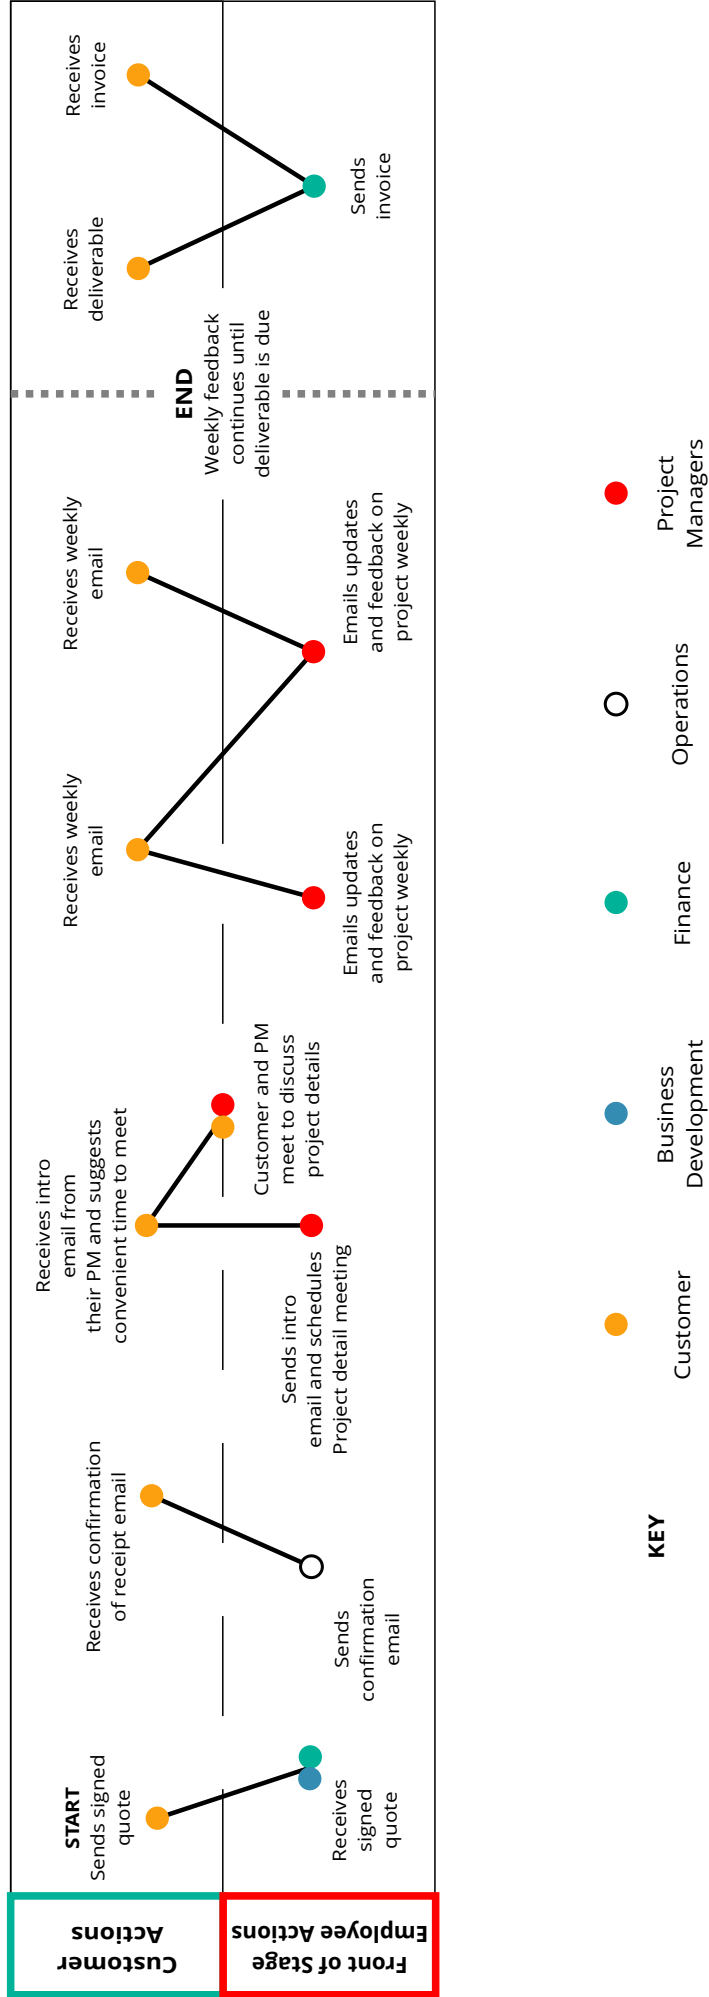 Customer
Actions
START
Sends signed
quote
Receives confirmation
of receipt email
Receives intro
email from
their PM and suggests
convenient time to meet
Receives weekly
email
Receives weekly
email
END
Weekly feedback
continues until
deliverable is due
Receives
deliverable
Receives
invoice
Front of Stage
Employee Actions
Receives
signed
quote
Sends
confirmation
email
Sends intro
email and schedules
Project detail meeting
Customer and PM
meet to discuss
project details
Emails updates
and feedback on
project weekly
Emails updates
and feedback on
project weekly
Sends
invoice
KEY
Customer
Business
Development
Finance
Operations
Project
Managers